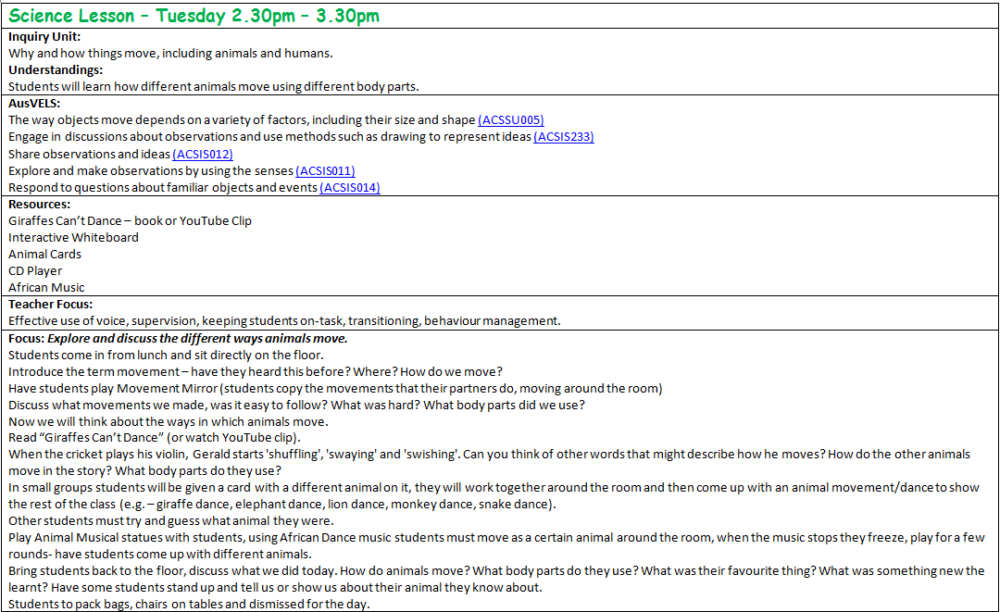 Science Lesson – Tuesday 2.30pm – 3.30pm
Inquiry Unit:
Why and how things move, including animals and humans.
Understandings:
Students will learn how different animals move using different body parts.
AusVELS:
The way objects move depends on a variety of factors, including their size and shape (ACSSU005)
Engage in discussions about observations and use methods such as drawing to represent ideas (ACSIS233)
Share observations and ideas (ACSIS012)
Explore and make observations by using the senses (ACSIS011)
Respond to questions about familiar objects and events (ACSIS014)
Resources:
Giraffes Can't Dance – book or YouTube Clip
Interactive Whiteboard
Animal Cards
CD Player
African Music
Teacher Focus:
Effective use of voice, supervision, keeping students on-task, transitioning, behaviour management.
Focus: Explore and discuss the different ways animals move.
Students come in from lunch and sit directly on the floor.
Introduce the term movement – have they heard this before? Where? How do we move?
Have students play Movement Mirror (students copy the movements that their partners do, moving around the room)
Discuss what movements we made, was it easy to follow? What was hard? What body parts did we use?
Now we will think about the ways in which animals move.
Read “Giraffes Can't Dance” (or watch YouTube clip).
When the cricket plays his violin, Gerald starts 'shuffling', 'swaying' and 'swishing'. Can you think of other words that might describe how he moves? How do the other animals
move in the story? What body parts do they use?
In small groups students will be given a card with a different animal on it, they will work together around the room and then come up with an animal movement/dance to show
the rest of the class (e.g. – giraffe dance, elephant dance, lion dance, monkey dance, snake dance).
Other students must try and guess what animal they were.
Play Animal Musical statues with students, using African Dance music students must move as a certain animal around the room, when the music stops they freeze, play for a few
rounds- have students come up with different animals.
Bring students back to the floor, discuss what we did today. How do animals move? What body parts do they use? What was their favourite thing? What was something new the
learnt? Have some students stand up and tell us or show us about their animal they know about.
Students to pack bags, chairs on tables and dismissed for the day.